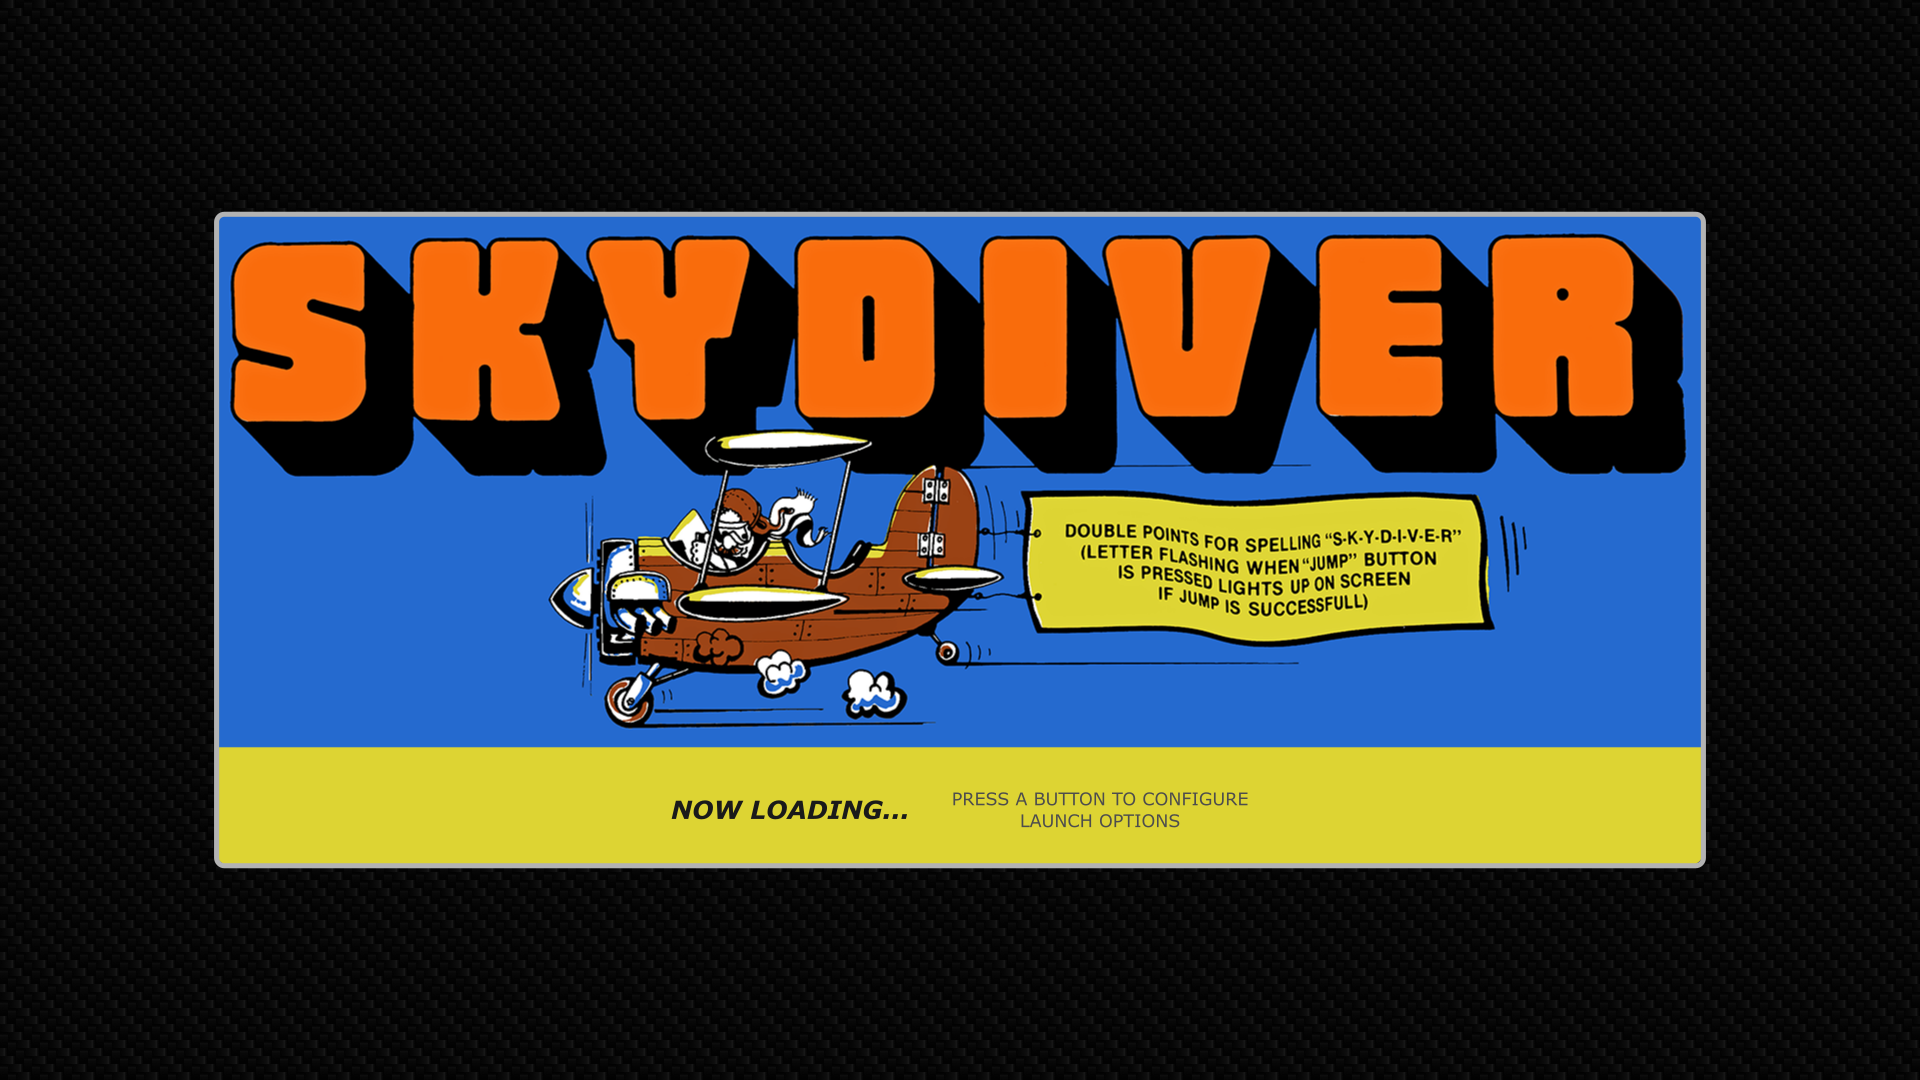 SKYDIVER
DOUBLE POINTS FOR SPELLING “S-K-Y-D-I-V-E-R”
(LETTER FLASHING WHEN “JUMP” BUTTON
IS PRESSED LIGHTS UP ON SCREEN
IF JUMP IS SUCCESSFULL)
NOW LOADING...
PRESS A BUTTON TO CONFIGURE
LAUNCH OPTIONS